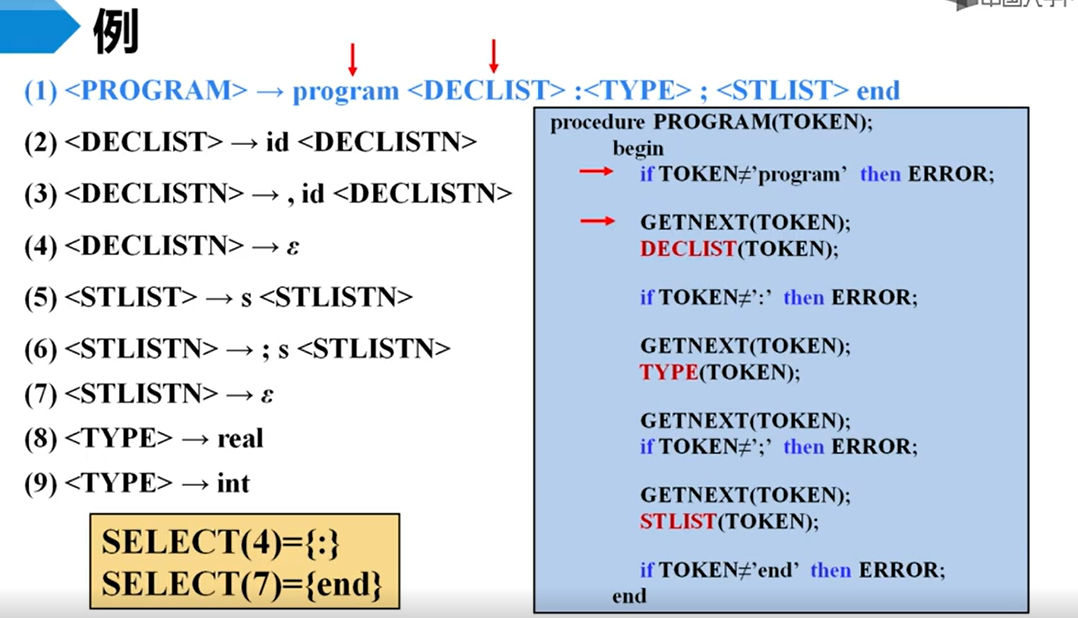 例
(1) <PROGRAM> → program <DECLIST> :<TYPE> ; <STLIST> end
(2) <DECLIST> → id <DECLISTN>
(3) <DECLISTN> → , id <DECLISTN>
(4) <DECLISTN> → ε
(5) <STLIST> → s <STLISTN>
(6) <STLISTN> → ; s <STLISTN>
(7) <STLISTN> → ε
(8) <TYPE> → real
(9) <TYPE> → int
SELECT(4)={:}
SELECT(7)={end}
procedure PROGRAM(TOKEN);
begin
if TOKEN≠’program’ then ERROR;
GETNEXT(TOKEN);
DECLIST(TOKEN);
if TOKEN≠’:’ then ERROR;
GETNEXT(TOKEN);
TYPE(TOKEN);
GETNEXT(TOKEN);
if TOKEN≠’;’ then ERROR;
GETNEXT(TOKEN);
STLIST(TOKEN);
if TOKEN≠’end’ then ERROR;
end